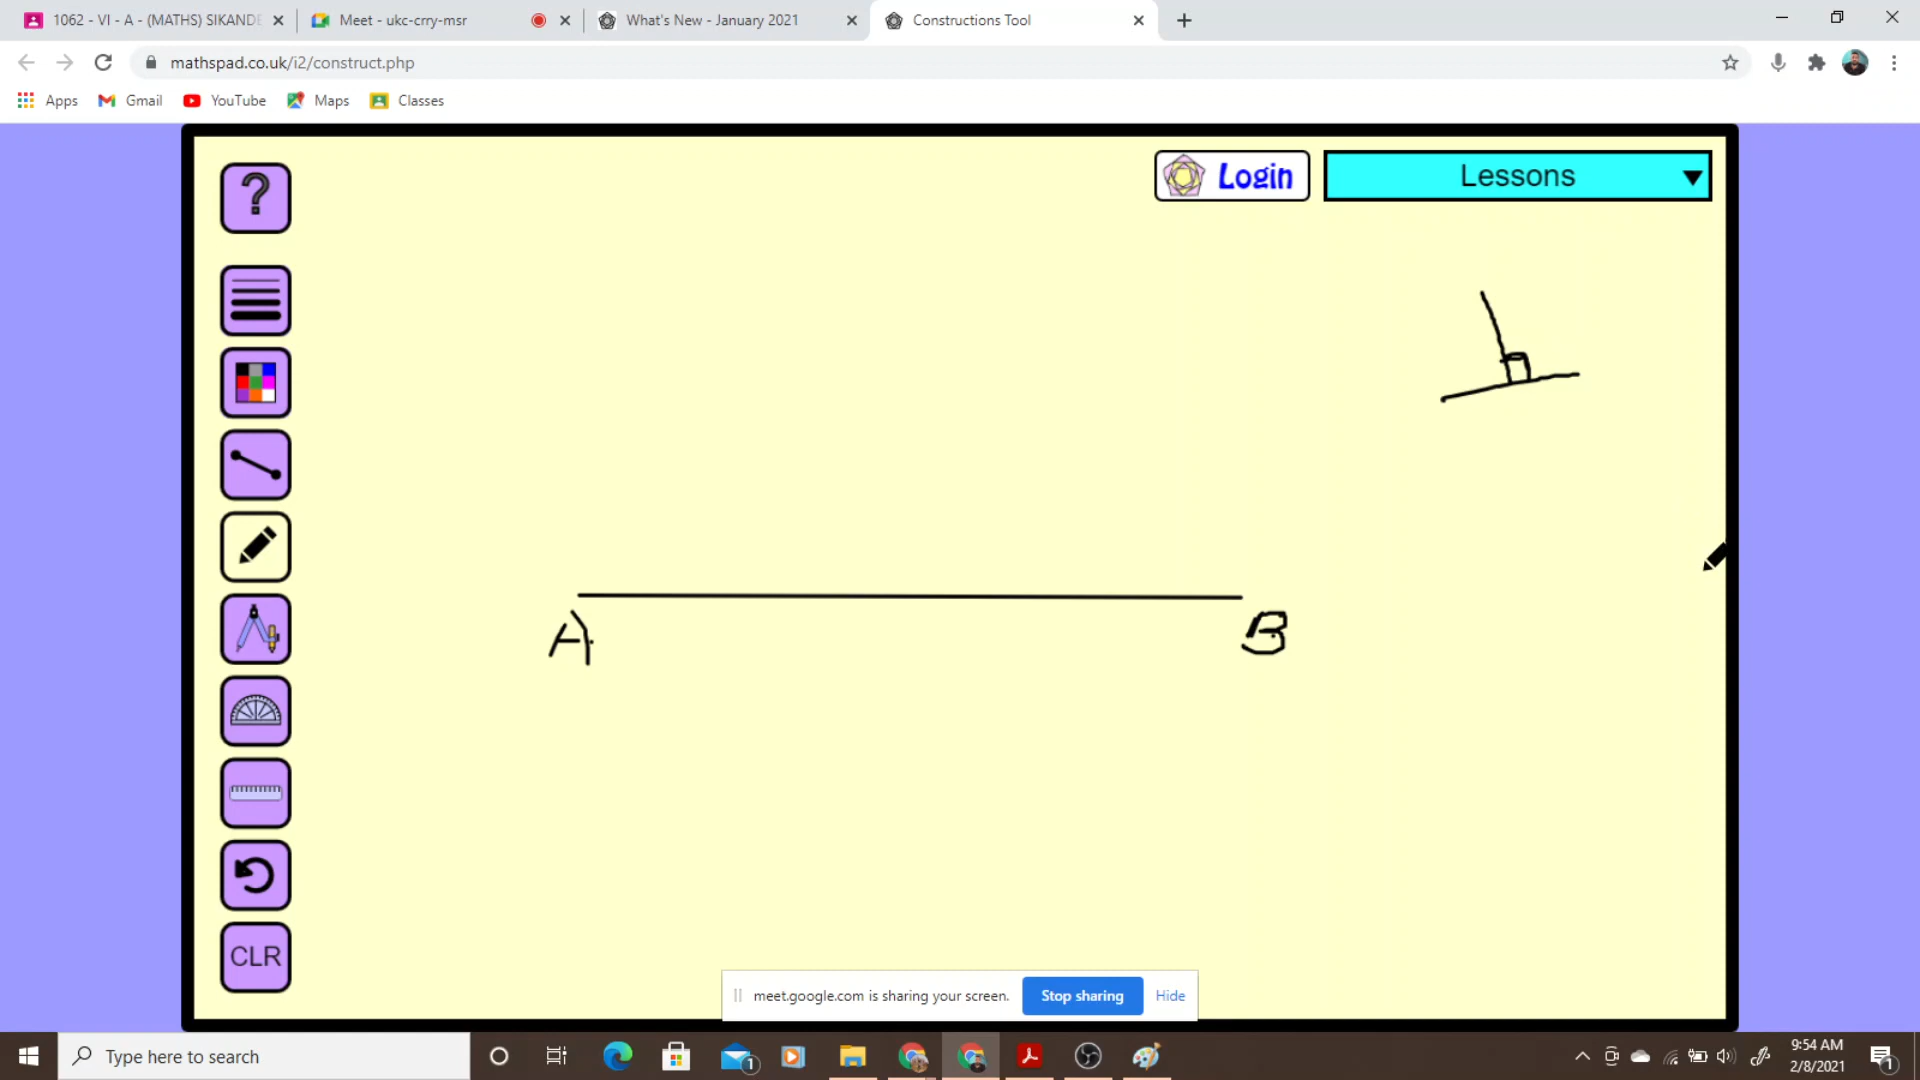 1062 - VI - A - (MATHS) SIKANDE
Meet - ukc-crry-msr
What's New - January 2021
Constructions Tool
mathspad.co.uk/i2/construct.php
Apps
Gmail
YouTube
Maps
Classes
?
Login
Lessons
A
B
CLR
meet.google.com is sharing your screen.
Stop sharing
Hide
Type here to search
1
9:54 AM
2/8/2021
1